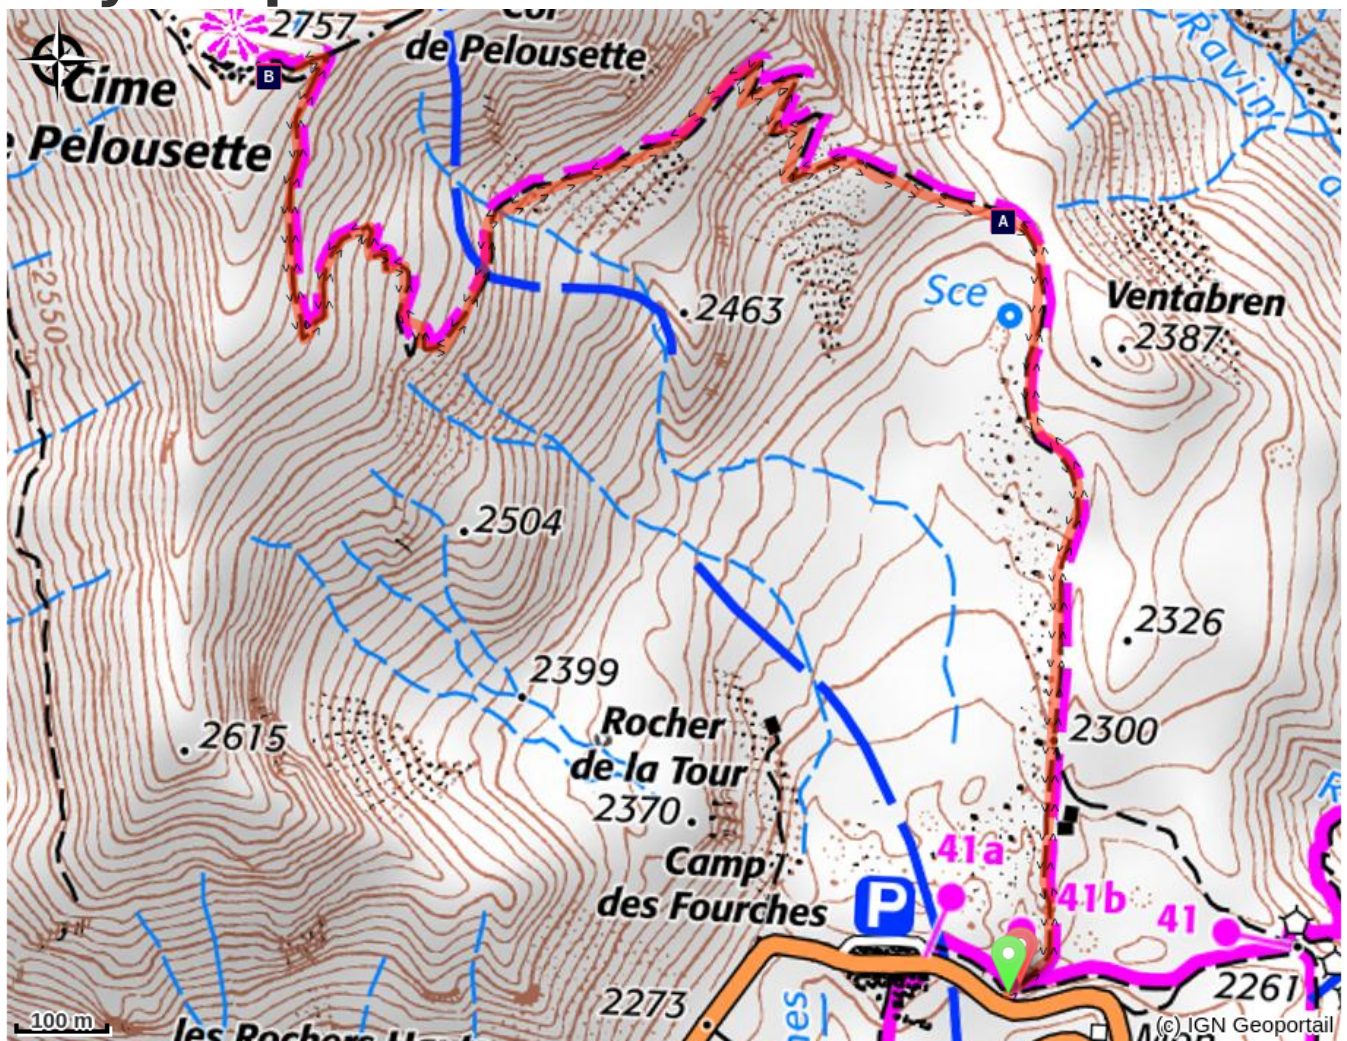 2757
Col
de Pelousette
B
Cime
Pelousette
Ravin
A
Sce
Ventabren
2387
2463
2550
2504
2326
2399
Rocher
de la Tour
2370
2615
2300
Camp
des Fourches
P
41a
41b
41
2273
2261
100 m
(c) IGN Geoportail